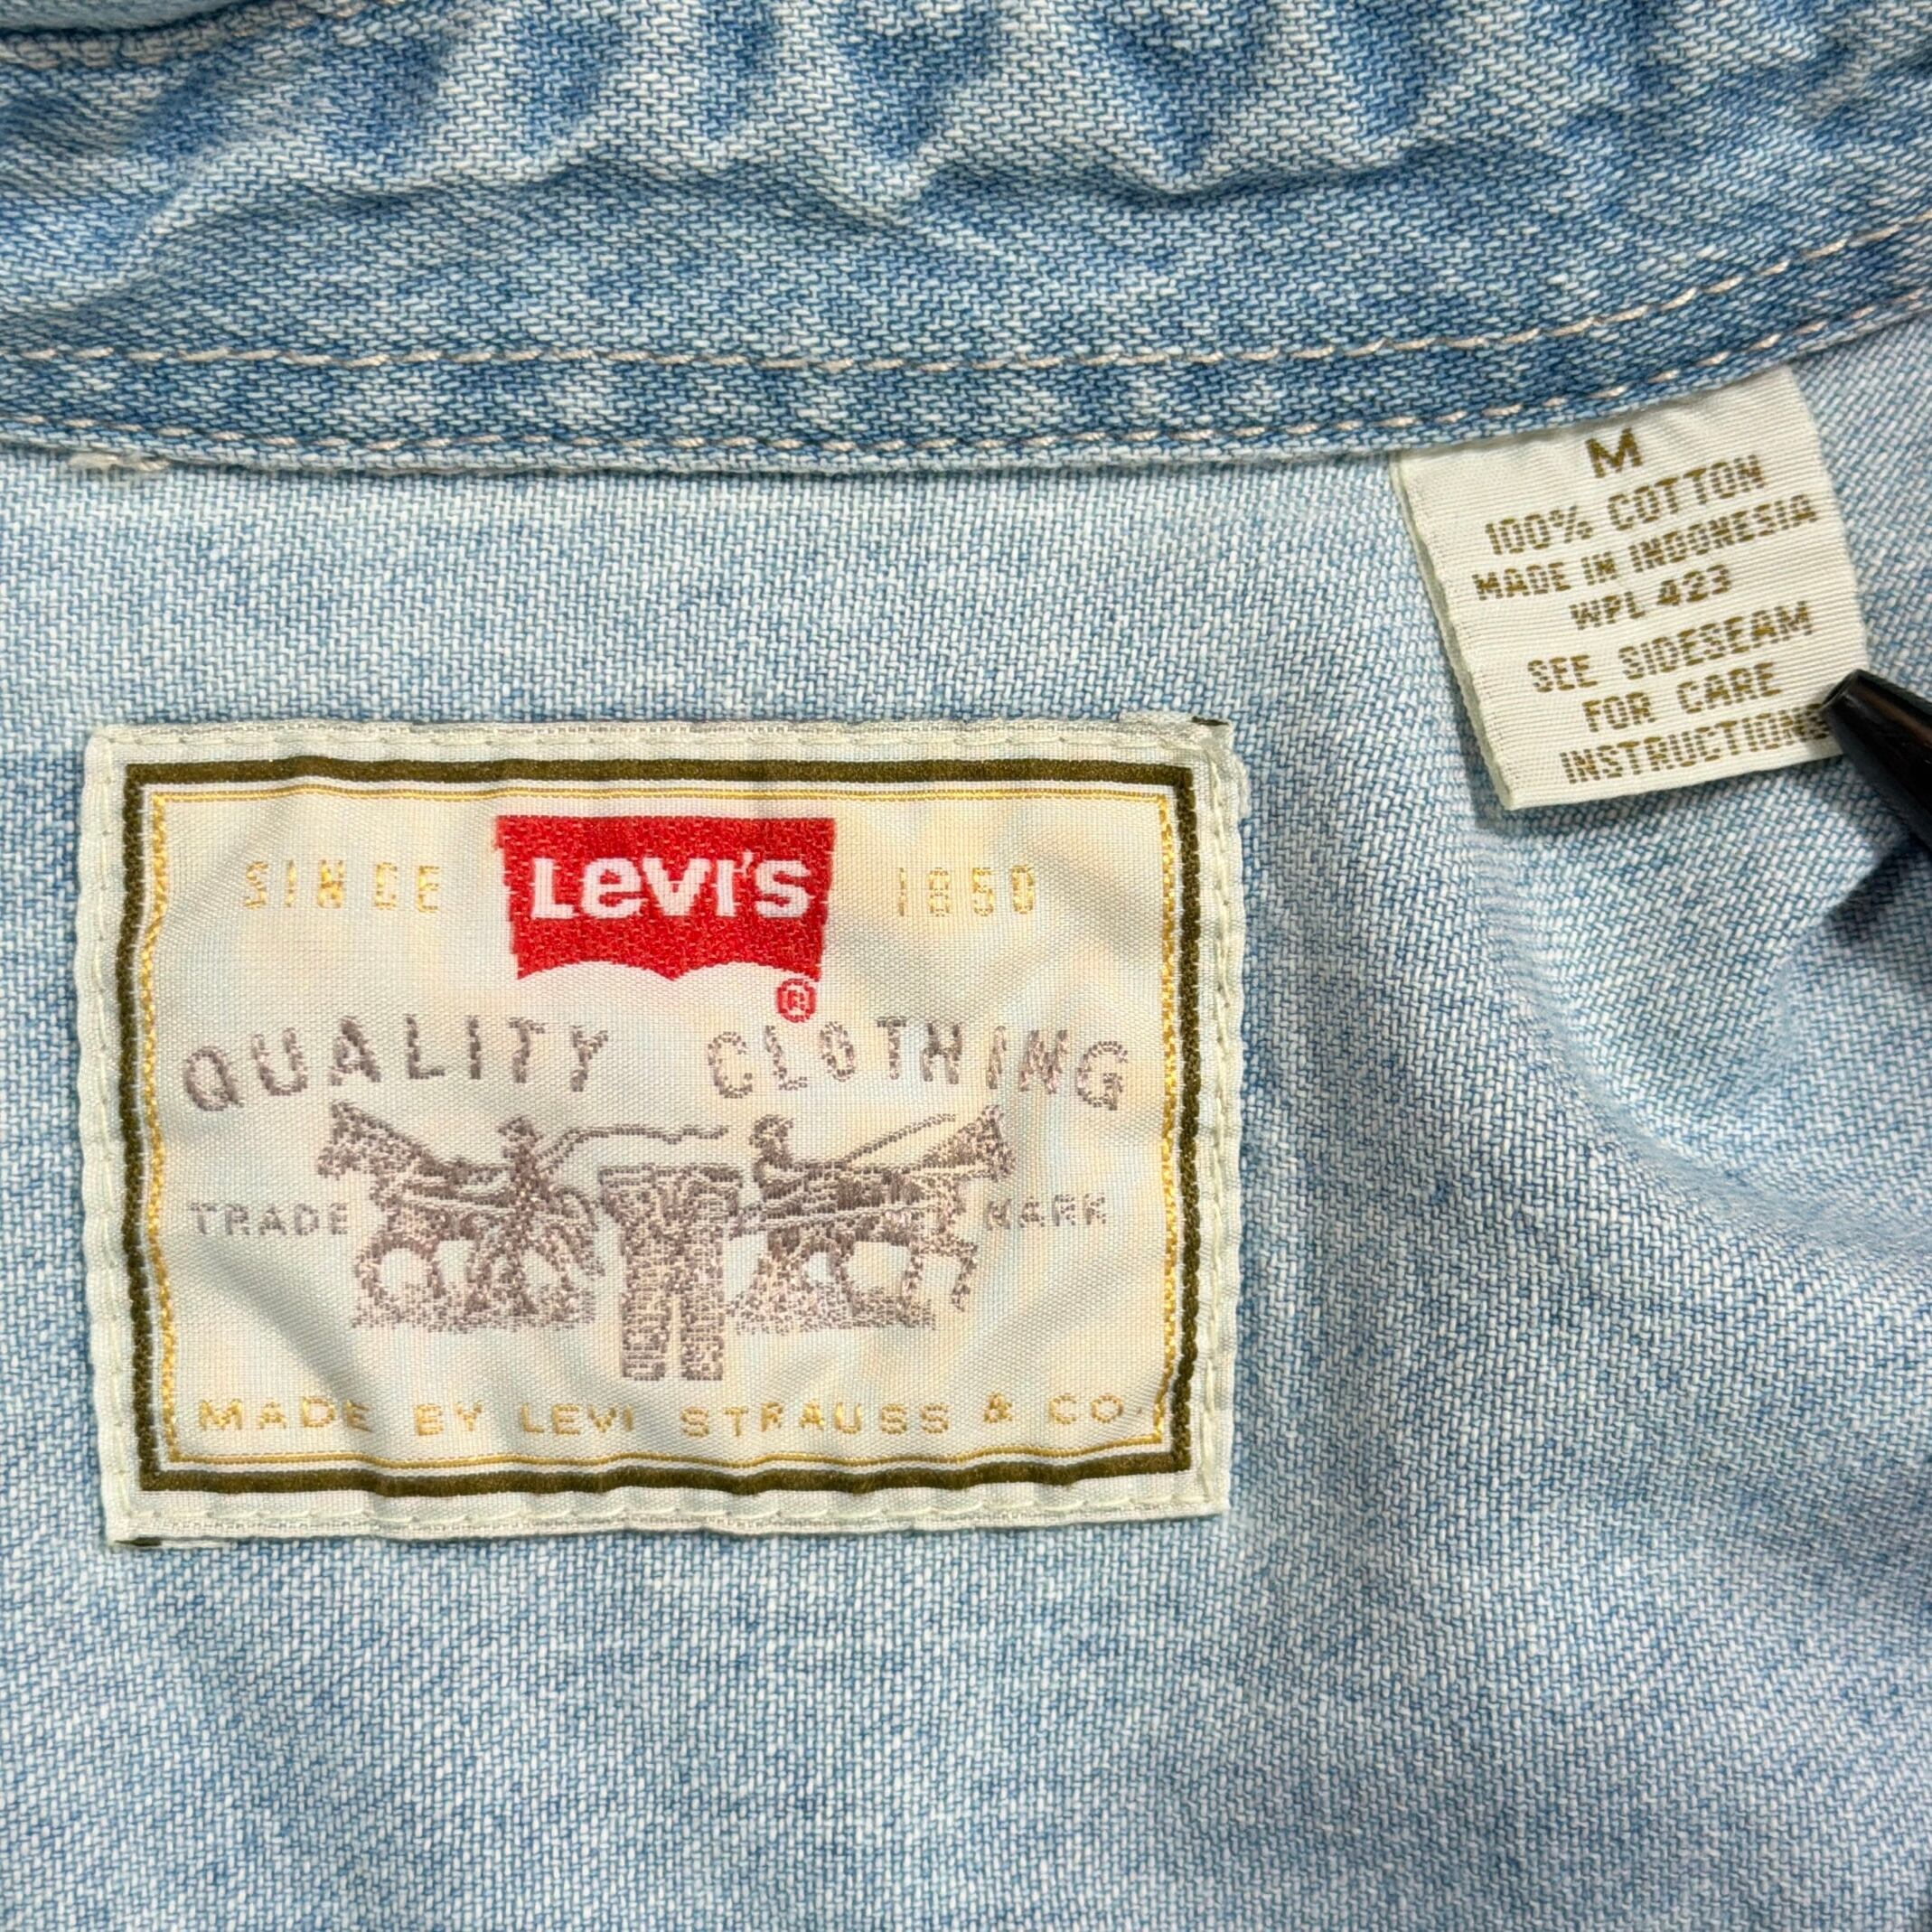 SINCE LEVI'S 1850
®
QUALITY CLOTHING
TRADE MARK
MADE BY LEVI STRAUSS & CO.
M
100% COTTON
MADE IN INDONESIA
WPL 423
SEE SIDESEAM
FOR CARE
INSTRUCTIONS